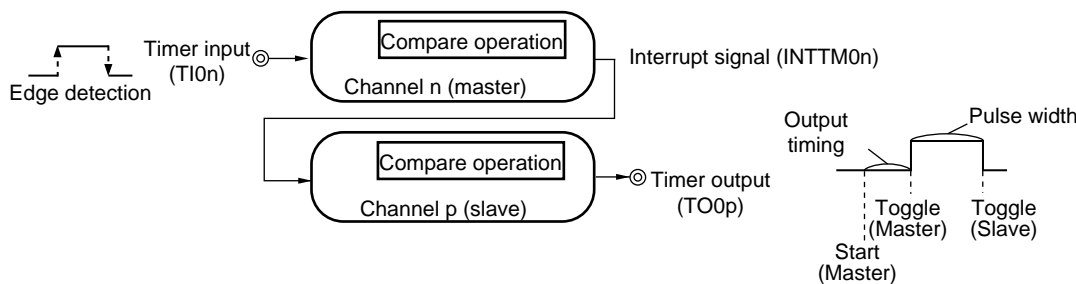 Compare operation
Timer input
(TI0n)
Interrupt signal (INTTM0n)
Edge detection
Channel n (master)
Compare operation
Channel p (slave)
Timer output
(TO0p)
Output
timing
Pulse width
Toggle
(Master)
Toggle
(Slave)
Start
(Master)